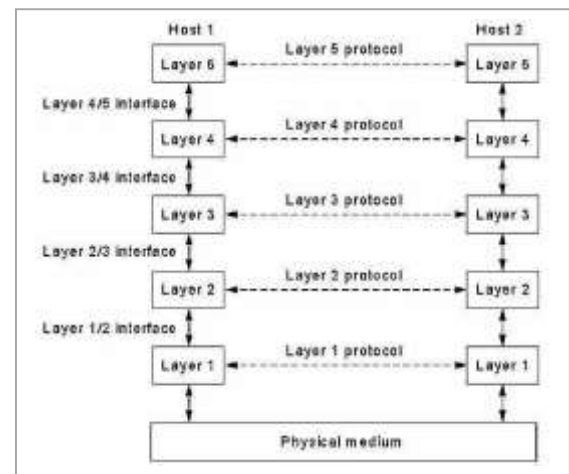 Host 1 Host 2
Layer 5 protocol
Layer 5 Layer 5
Layer 4/5 interface
Layer 4 protocol
Layer 4 Layer 4
Layer 3/4 interface
Layer 3 protocol
Layer 3 Layer 3
Layer 2/3 interface
Layer 2 protocol
Layer 2 Layer 2
Layer 1/2 interface
Layer 1 protocol
Layer 1 Layer 1
Physical medium